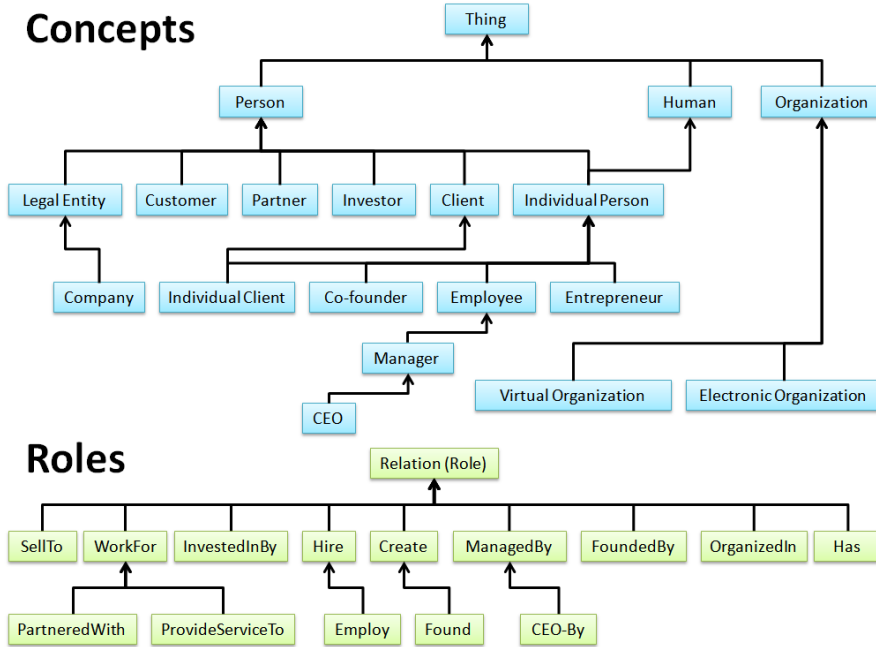 Concepts
Thing
Person
Human
Organization
Legal Entity
Customer
Partner
Investor
Client
Individual Person
Company
Individual Client
Co-founder
Employee
Entrepreneur
Manager
Virtual Organization
Electronic Organization
CEO
Roles
Relation (Role)
SellTo
WorkFor
InvestedInBy
Hire
Create
ManagedBy
FoundedBy
OrganizedIn
Has
PartneredWith
ProvideServiceTo
Employ
Found
CEO-By